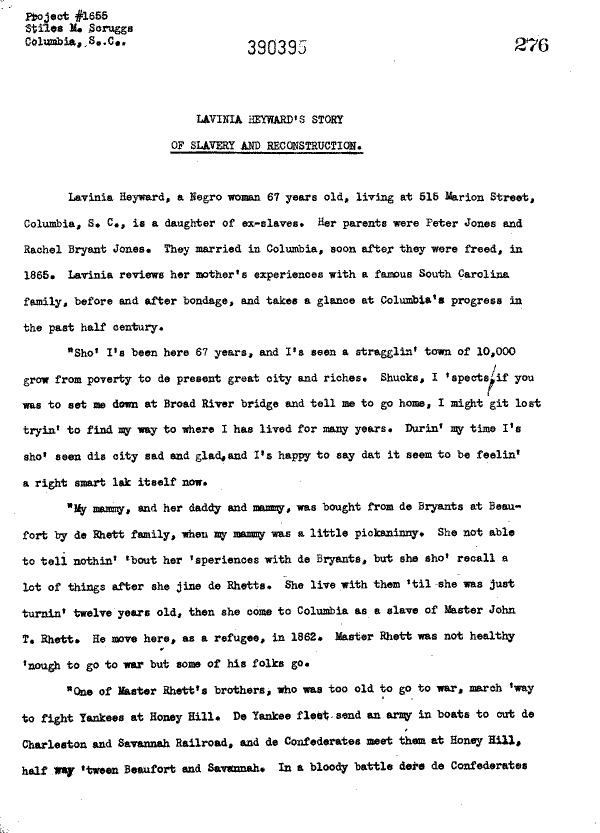 Project #1655
Stiles M. Scruggs
Columbia, S. C..
390395
276
LAVINIA HEYWARD'S STORY
OF SLAVERY AND RECONSTRUCTION.
Lavinia Heyward, a Negro woman 67 years old, living at 515 Marion Street,
Columbia, S. C., is a daughter of ex-slaves. Her parents were Peter Jones and
Rachel Bryant Jones. They married in Columbia, soon after they were freed, in
1865. Lavinia reviews her mother's experiences with a famous South Carolina
family, before and after bondage, and takes a glance at Columbia's progress in
the past half century.
"Sho' I's been here 67 years, and I's seen a stragglin' town of 10,000
grow from poverty to de present great city and riches. Shucks, I 'spects, if you
was to set me down at Broad River bridge and tell me to go home, I might git lost
tryin' to find my way to where I has lived for many years. Durin' my time I's
sho' seen dis city sad and glad, and I's happy to say dat it seem to be feelin'
a right smart lak itself now.
"My mammy, and her daddy and mammy, was bought from de Bryants at Beau-
fort by de Rhett family, when my mammy was a little pickaninny. She not able
to tell nothin' 'bout her 'speriences with de Bryants, but she sho' recall a
lot of things after she jine de Rhetts. She live with them 'til she was just
turnin' twelve years old, then she come to Columbia as a slave of Master John
T. Rhett. He move here, as a refugee, in 1862. Master Rhett was not healthy
'nough to go to war but some of his folks go.
"One of Master Rhett's brothers, who was too old to go to war, march 'way
to fight Yankees at Honey Hill. De Yankee fleet send an army in boats to cut de
Charleston and Savannah Railroad, and de Confederates meet them at Honey Hill,
half way 'tween Beaufort and Savannah. In a bloody battle dere de Confederates